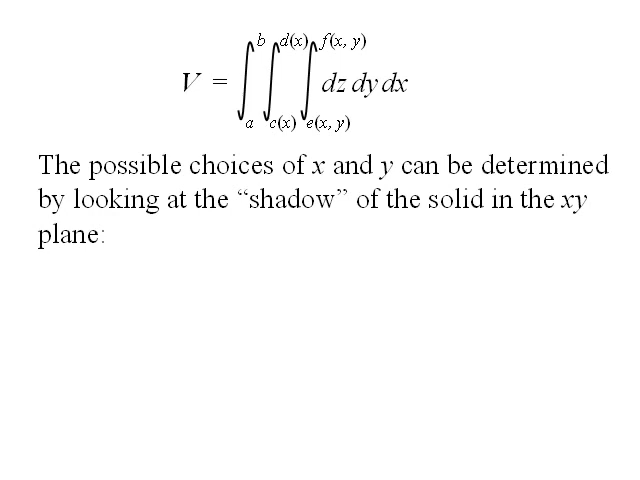 V = ∫_a^b ∫_{c(x)}^{d(x)} ∫_{e(x, y)}^{f(x, y)} dz dy dx
The possible choices of x and y can be determined
by looking at the “shadow” of the solid in the xy
plane: